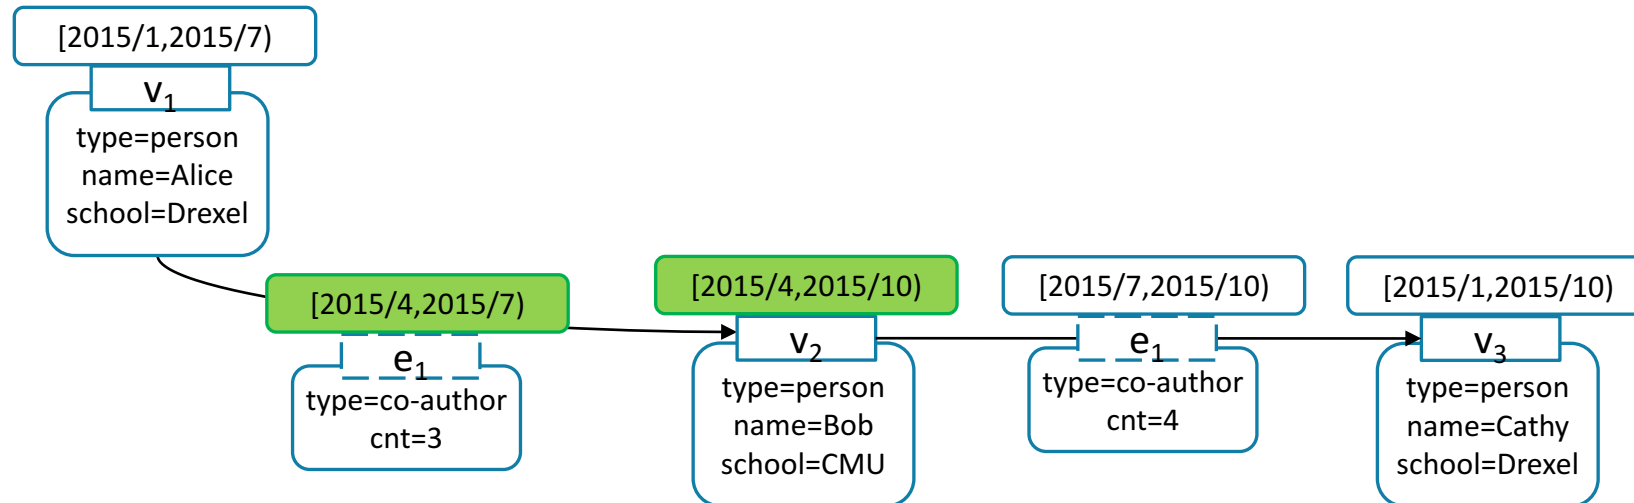 [2015/1,2015/7)
v₁
type=person
name=Alice
school=Drexel
[2015/4,2015/7)
e₁
type=co-author
cnt=3
[2015/4,2015/10)
v₂
type=person
name=Bob
school=CMU
[2015/7,2015/10)
e₁
type=co-author
cnt=4
[2015/1,2015/10)
v₃
type=person
name=Cathy
school=Drexel